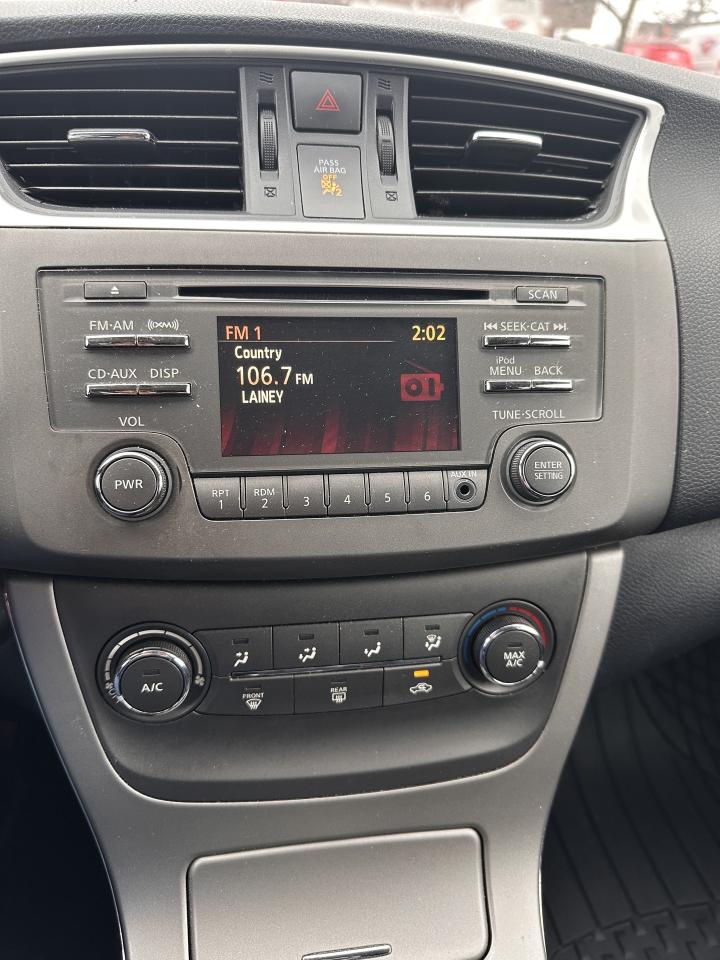 PASS
AIR BAG
OFF
2
SCAN
FM·AM (((XM)))
SEEK·CAT
CD·AUX DISP
iPod
MENU BACK
VOL
TUNE·SCROLL
FM 1 2:02
Country
106.7 FM
LAINEY
PWR
ENTER
SETTING
RPT
1
RDM
2
3
4
5
6
AUX IN
A/C
MAX
A/C
FRONT
REAR